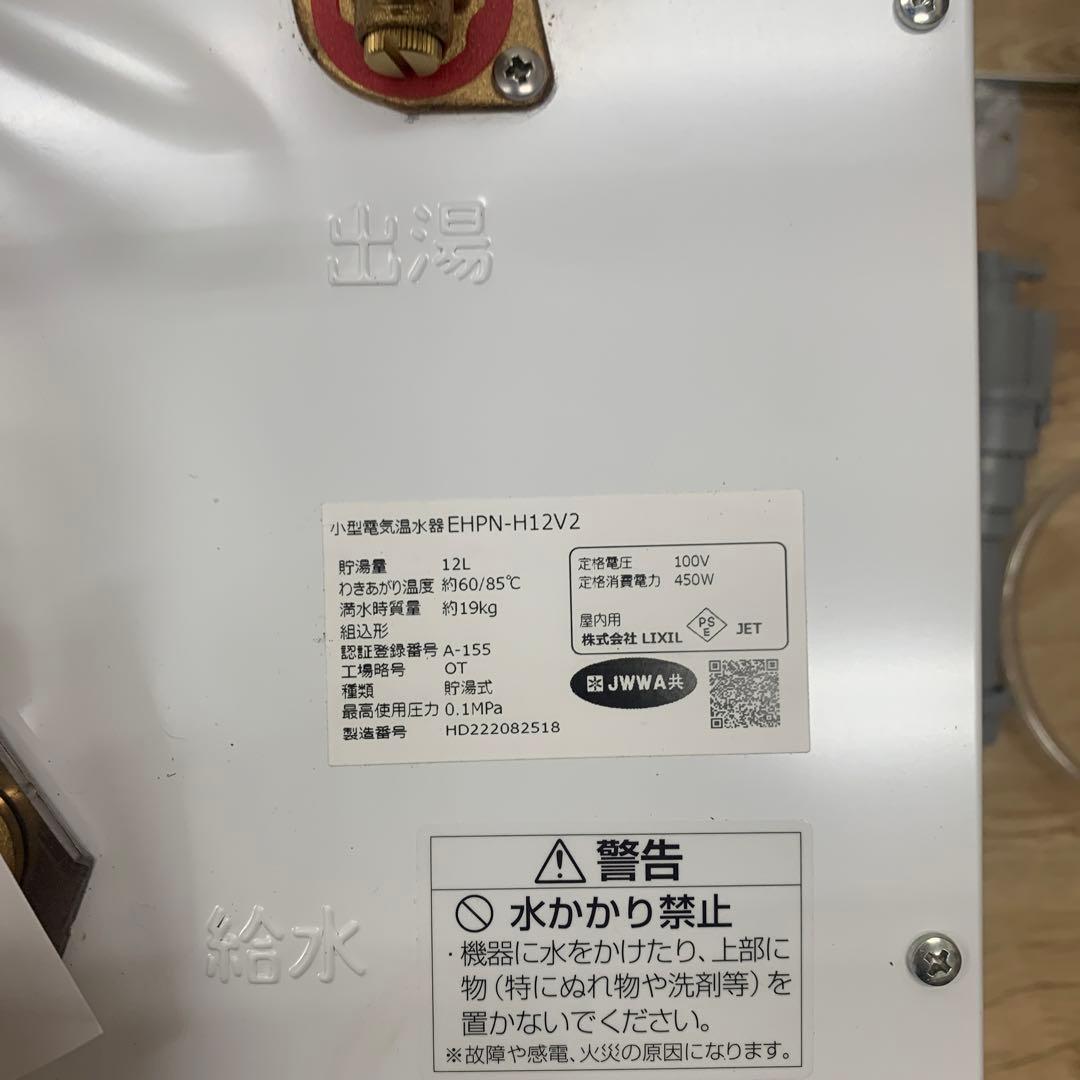 出湯
小型電気温水器EHPN-H12V2
貯湯量 12L
わきあがり温度 約60/85℃
満水時質量 約19kg
組込形
認証登録番号 A-155
工場略号 OT
種類 貯湯式
最高使用圧力 0.1MPa
製造番号 HD222082518
定格電圧 100V
定格消費電力 450W
屋内用
株式会社 LIXIL
PS
E
JET
JWWA共
給水
警告
水かかり禁止
・機器に水をかけたり、上部に
物（特にぬれ物や洗剤等）を
置かないでください。
※故障や感電、火災の原因になります。